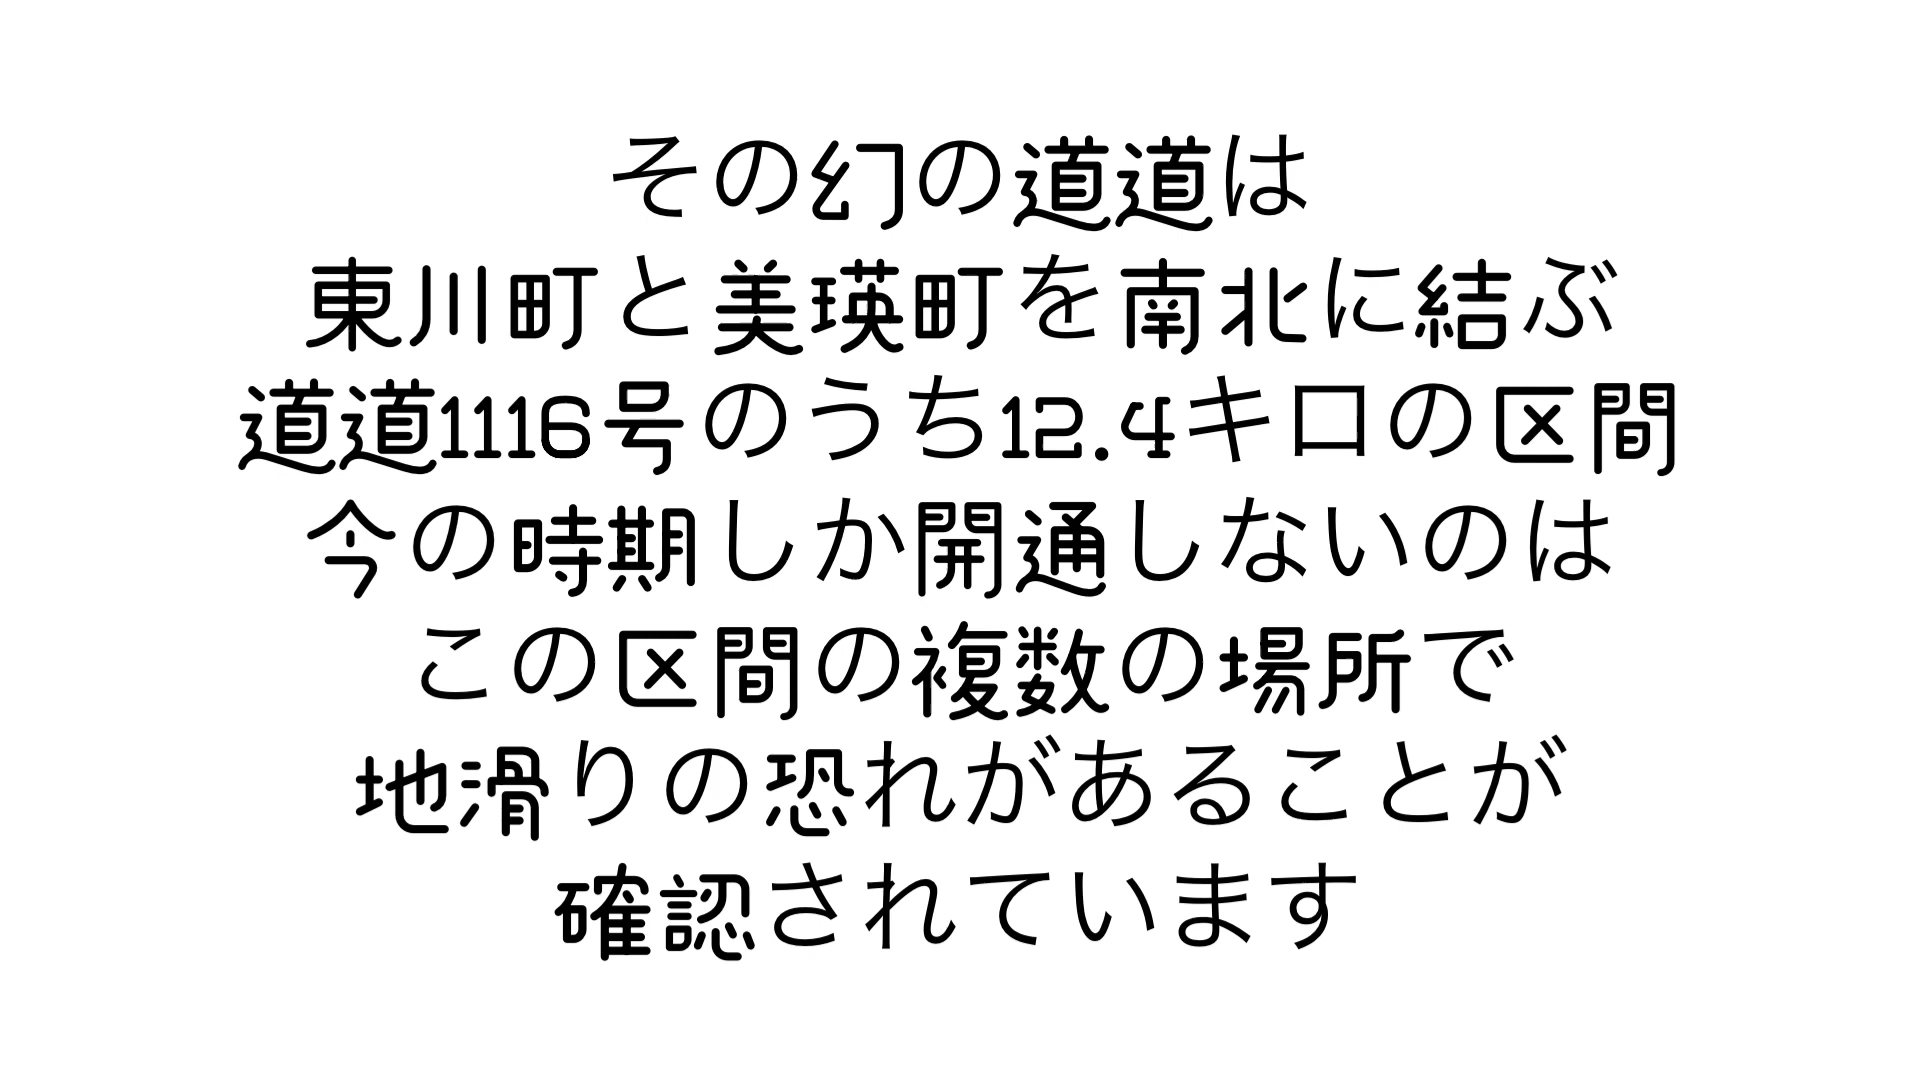 その幻の道道は
東川町と美瑛町を南北に結ぶ
道道1116号のうち12.4キロの区間
今の時期しか開通しないのは
この区間の複数の場所で
地滑りの恐れがあることが
確認されています